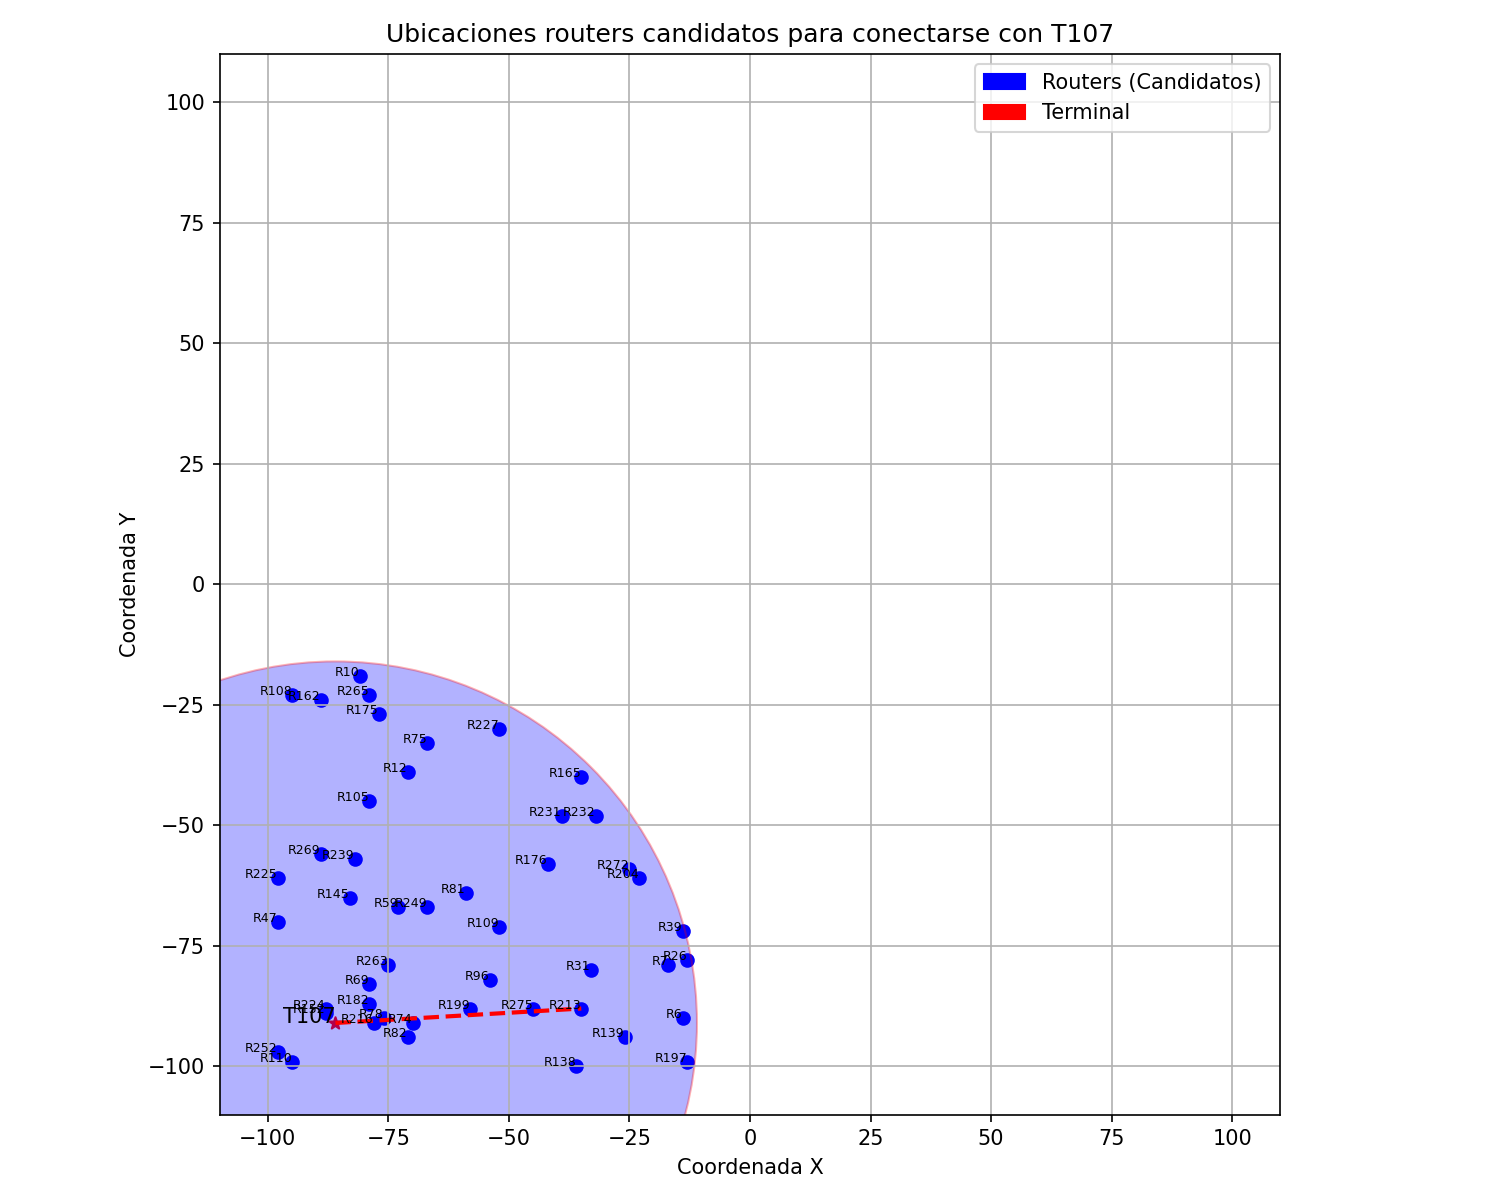 Ubicaciones routers candidatos para conectarse con T107
Routers (Candidatos)
Terminal
100
75
50
25
0
−25
−50
−75
−100
Coordenada Y
R10
R108
R265
R175
R227
R75
R12
R165
R105
R231
R232
R269
R239
R176
R272
R225
R145
R81
R59
R249
R47
R109
R39
R26
R263
R31
R96
R69
R182
R224
R199
R275
R213
R6
T107
R216
R78
R74
R82
R139
R252
R110
R138
R197
−100
−75
−50
−25
0
25
50
75
100
Coordenada X